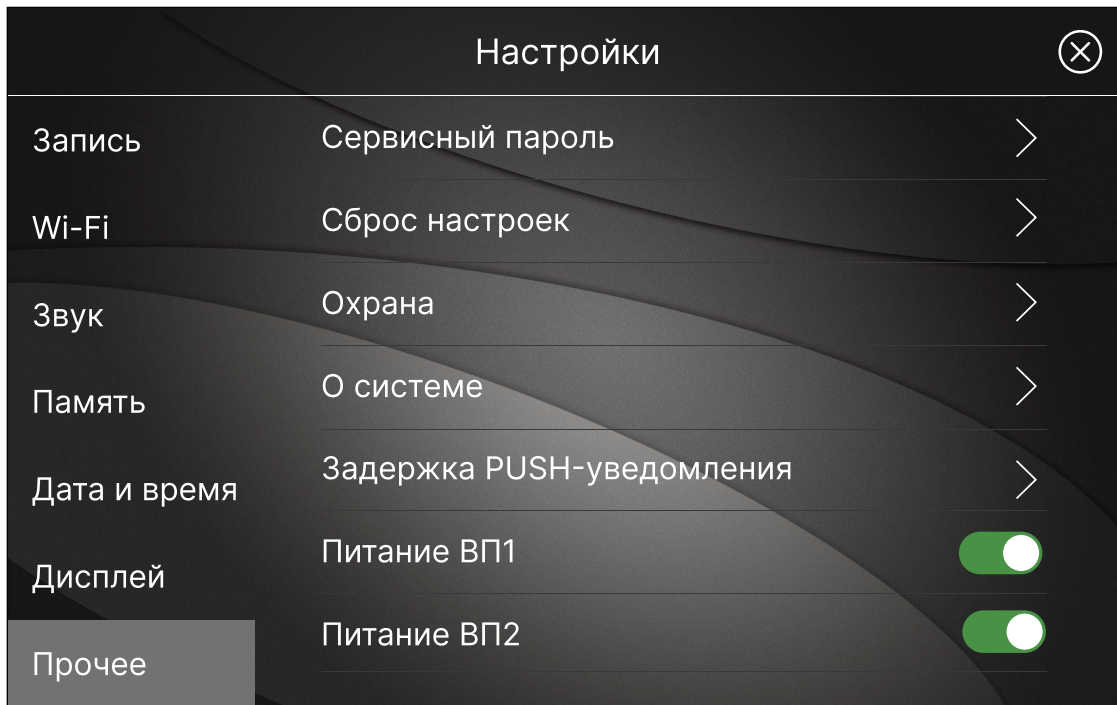 Настройки
Запись
Wi-Fi
Звук
Память
Дата и время
Дисплей
Прочее
Сервисный пароль
Сброс настроек
Охрана
О системе
Задержка PUSH-уведомления
Питание ВП1
Питание ВП2